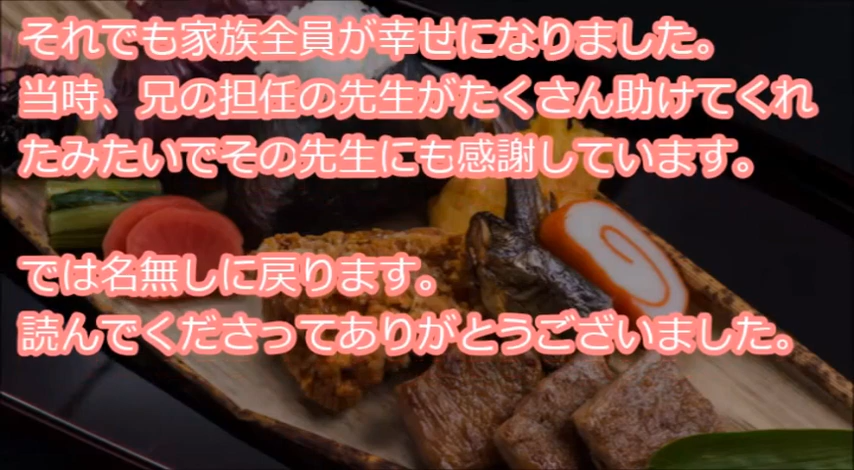 それでも家族全員が幸せになりました。
当時、兄の担任の先生がたくさん助けてくれ
たみたいでその先生にも感謝しています。
では名無しに戻ります。
読んでくださってありがとうございました。